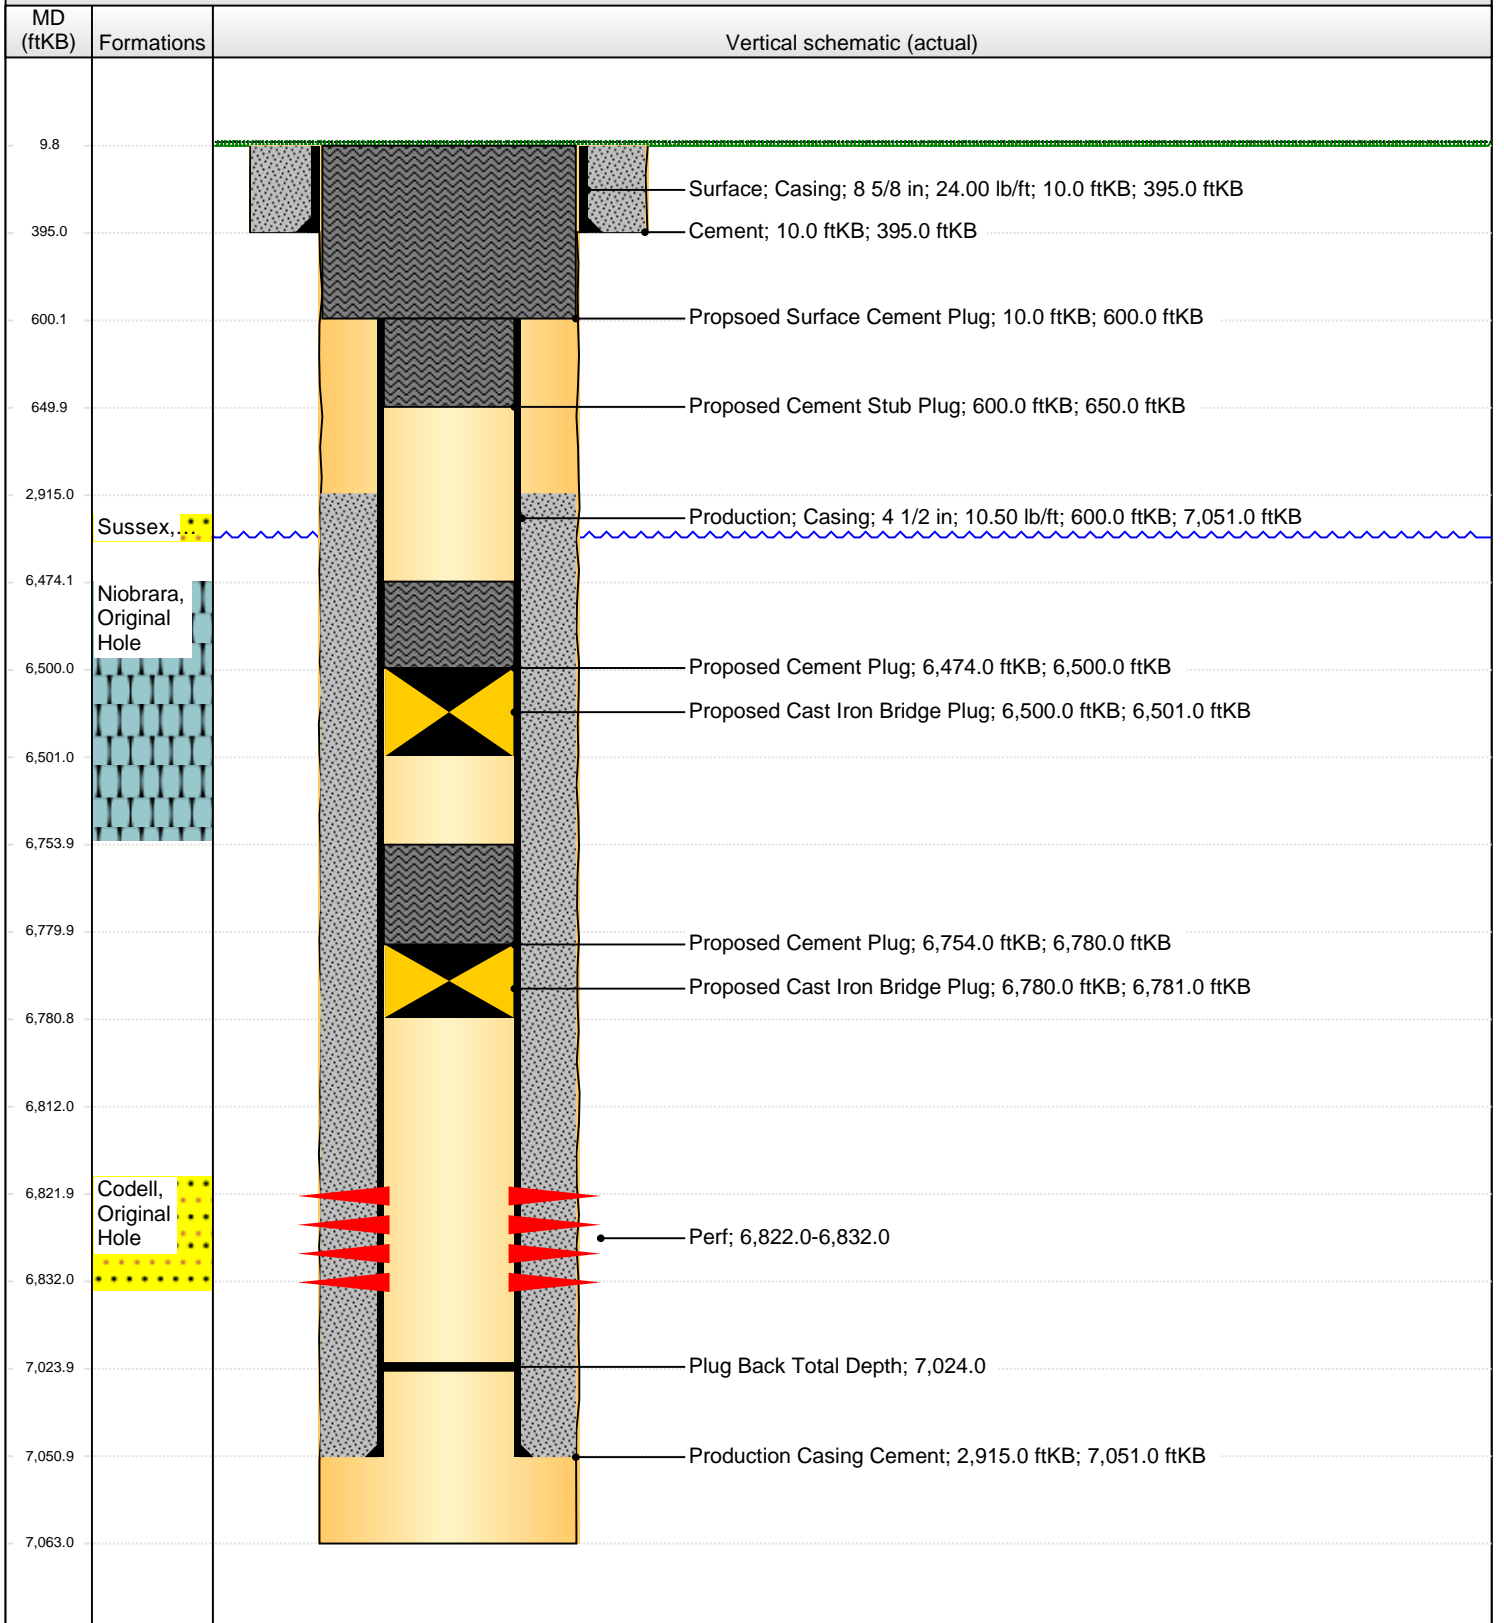 MD
(ftKB)
Formations
Vertical schematic (actual)
9.8
Surface; Casing; 8 5/8 in; 24.00 lb/ft; 10.0 ftKB; 395.0 ftKB
395.0
Cement; 10.0 ftKB; 395.0 ftKB
600.1
Propsoed Surface Cement Plug; 10.0 ftKB; 600.0 ftKB
649.9
Proposed Cement Stub Plug; 600.0 ftKB; 650.0 ftKB
2,915.0
Sussex,...
Production; Casing; 4 1/2 in; 10.50 lb/ft; 600.0 ftKB; 7,051.0 ftKB
6,474.1
Niobrara,
Original
Hole
6,500.0
Proposed Cement Plug; 6,474.0 ftKB; 6,500.0 ftKB
Proposed Cast Iron Bridge Plug; 6,500.0 ftKB; 6,501.0 ftKB
6,501.0
6,753.9
6,779.9
Proposed Cement Plug; 6,754.0 ftKB; 6,780.0 ftKB
Proposed Cast Iron Bridge Plug; 6,780.0 ftKB; 6,781.0 ftKB
6,780.8
6,812.0
6,821.9
Codell,
Original
Hole
Perf; 6,822.0-6,832.0
6,832.0
7,023.9
Plug Back Total Depth; 7,024.0
7,050.9
Production Casing Cement; 2,915.0 ftKB; 7,051.0 ftKB
7,063.0